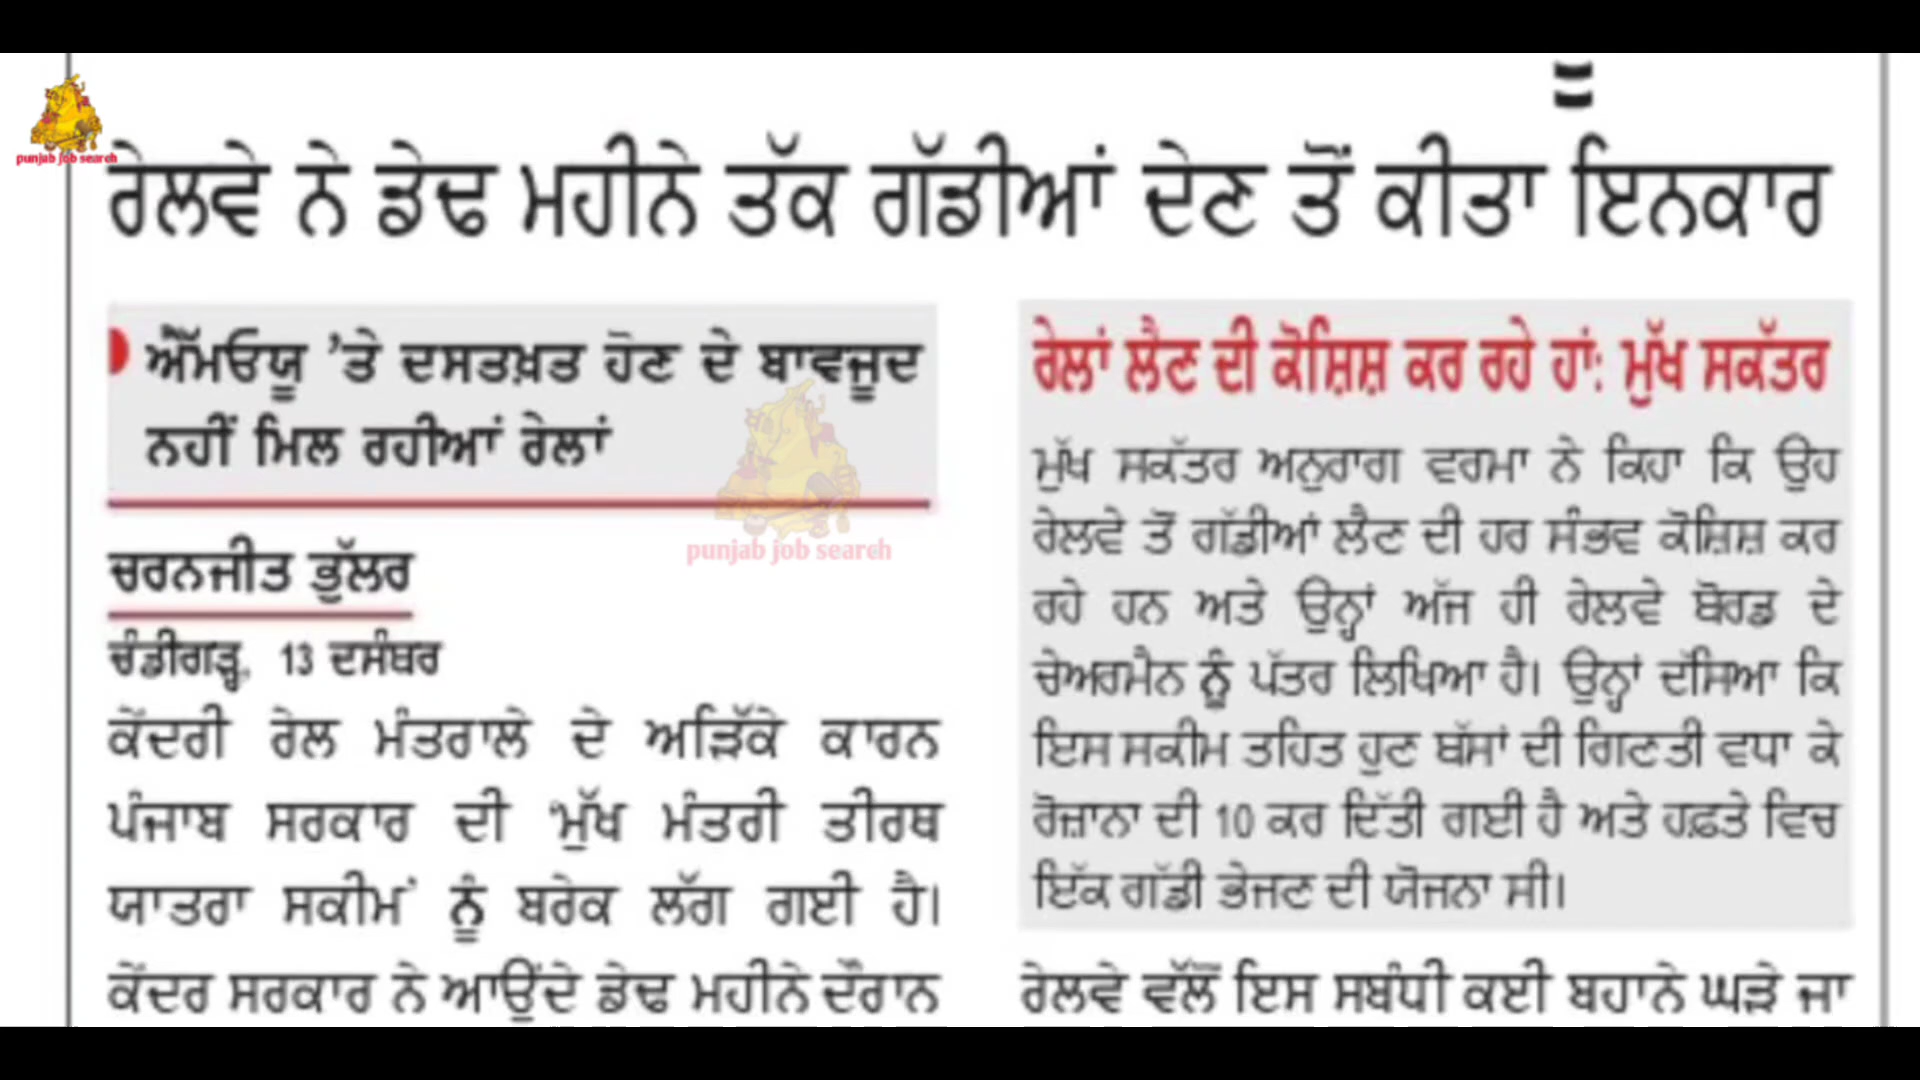 punjab job search
ਰੇਲਵੇ ਨੇ ਡੇਢ ਮਹੀਨੇ ਤੱਕ ਗੱਡੀਆਂ ਦੇਣ ਤੋਂ ਕੀਤਾ ਇਨਕਾਰ
ਐੱਮਓਯੂ ’ਤੇ ਦਸਤਖ਼ਤ ਹੋਣ ਦੇ ਬਾਵਜੂਦ
ਨਹੀਂ ਮਿਲ ਰਹੀਆਂ ਰੇਲਾਂ
punjab job search
ਚਰਨਜੀਤ ਭੁੱਲਰ
ਚੰਡੀਗੜ੍ਹ, 13 ਦਸੰਬਰ
ਕੇਂਦਰੀ ਰੇਲ ਮੰਤਰਾਲੇ ਦੇ ਅੜਿੱਕੇ ਕਾਰਨ
ਪੰਜਾਬ ਸਰਕਾਰ ਦੀ ‘ਮੁੱਖ ਮੰਤਰੀ ਤੀਰਥ
ਯਾਤਰਾ ਸਕੀਮ’ ਨੂੰ ਬਰੇਕ ਲੱਗ ਗਈ ਹੈ।
ਕੇਂਦਰ ਸਰਕਾਰ ਨੇ ਆਉਂਦੇ ਡੇਢ ਮਹੀਨੇ ਦੌਰਾਨ
ਰੇਲਾਂ ਲੈਣ ਦੀ ਕੋਸ਼ਿਸ਼ ਕਰ ਰਹੇ ਹਾਂ: ਮੁੱਖ ਸਕੱਤਰ
ਮੁੱਖ ਸਕੱਤਰ ਅਨੁਰਾਗ ਵਰਮਾ ਨੇ ਕਿਹਾ ਕਿ ਉਹ
ਰੇਲਵੇ ਤੋਂ ਗੱਡੀਆਂ ਲੈਣ ਦੀ ਹਰ ਸੰਭਵ ਕੋਸ਼ਿਸ਼ ਕਰ
ਰਹੇ ਹਨ ਅਤੇ ਉਨ੍ਹਾਂ ਅੱਜ ਹੀ ਰੇਲਵੇ ਬੋਰਡ ਦੇ
ਚੇਅਰਮੈਨ ਨੂੰ ਪੱਤਰ ਲਿਖਿਆ ਹੈ। ਉਨ੍ਹਾਂ ਦੱਸਿਆ ਕਿ
ਇਸ ਸਕੀਮ ਤਹਿਤ ਹੁਣ ਬੱਸਾਂ ਦੀ ਗਿਣਤੀ ਵਧਾ ਕੇ
ਰੋਜ਼ਾਨਾ ਦੀ 10 ਕਰ ਦਿੱਤੀ ਗਈ ਹੈ ਅਤੇ ਹਫ਼ਤੇ ਵਿਚ
ਇੱਕ ਗੱਡੀ ਭੇਜਣ ਦੀ ਯੋਜਨਾ ਸੀ।
ਰੇਲਵੇ ਵੱਲੋਂ ਇਸ ਸਬੰਧੀ ਕਈ ਬਹਾਨੇ ਘੜੇ ਜਾ